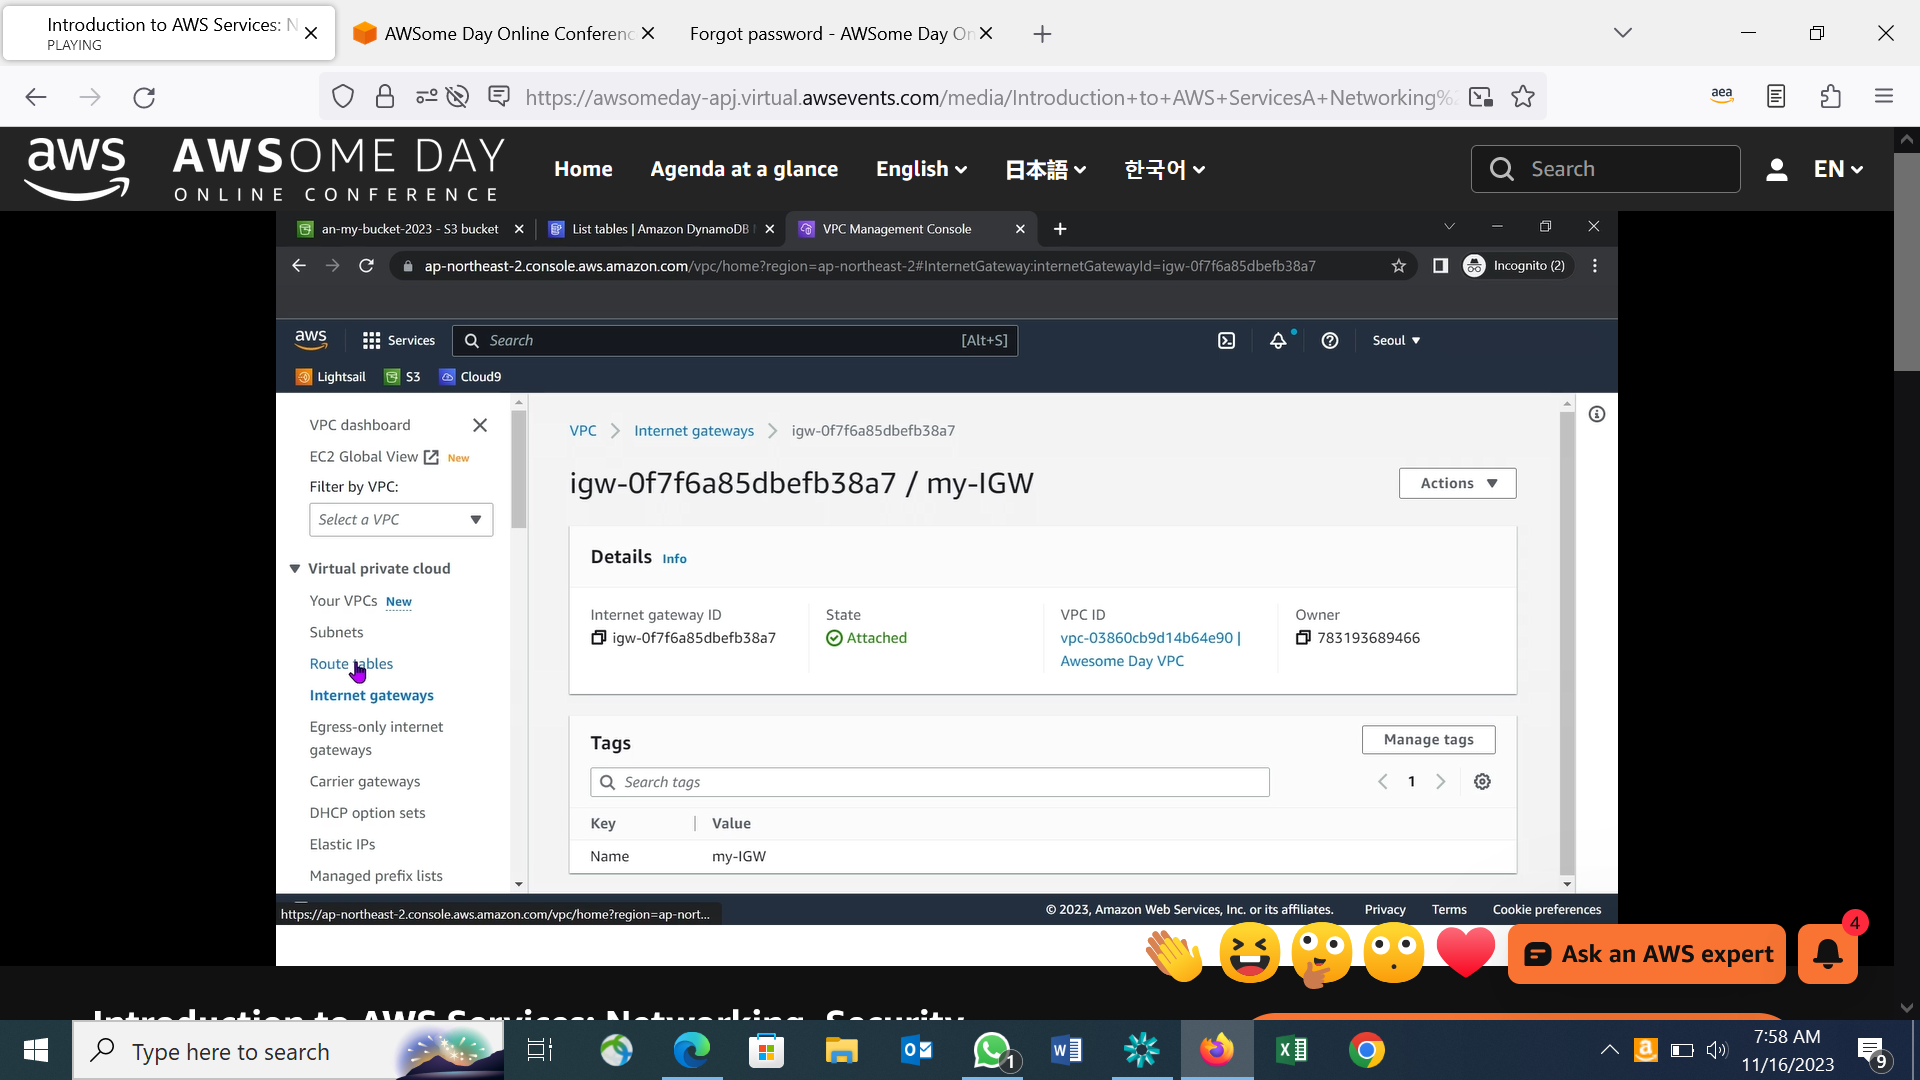 Introduction to AWS Services: N
PLAYING
AWSome Day Online Conferenc
Forgot password - AWSome Day On
https://awsomeday-apj.virtual.awsevents.com/media/Introduction+to+AWS+ServicesA+Networking%
aea
aws
AWSOME DAY
ONLINE CONFERENCE
Home
Agenda at a glance
English
日本語
한국어
Search
EN
an-my-bucket-2023 - S3 bucket
List tables | Amazon DynamoDB
VPC Management Console
ap-northeast-2.console.aws.amazon.com/vpc/home?region=ap-northeast-2#InternetGateway:internetGatewayId=igw-0f7f6a85dbefb38a7
Incognito (2)
aws
Services
Search
[Alt+S]
Seoul
Lightsail
S3
Cloud9
VPC dashboard
EC2 Global View
New
Filter by VPC:
Select a VPC
Virtual private cloud
Your VPCs New
Subnets
Route tables
Internet gateways
Egress-only internet
gateways
Carrier gateways
DHCP option sets
Elastic IPs
Managed prefix lists
VPC
Internet gateways
igw-0f7f6a85dbefb38a7
igw-0f7f6a85dbefb38a7 / my-IGW
Actions
Details Info
Internet gateway ID
igw-0f7f6a85dbefb38a7
State
Attached
VPC ID
vpc-03860cb9d14b64e90 |
Awesome Day VPC
Owner
783193689466
Tags
Manage tags
Search tags
1
Key
Value
Name
my-IGW
https://ap-northeast-2.console.aws.amazon.com/vpc/home?region=ap-nort...
© 2023, Amazon Web Services, Inc. or its affiliates.
Privacy
Terms
Cookie preferences
Ask an AWS expert
4
Introduction to AWS Services: Networking, Security
Type here to search
1
7:58 AM
11/16/2023
9